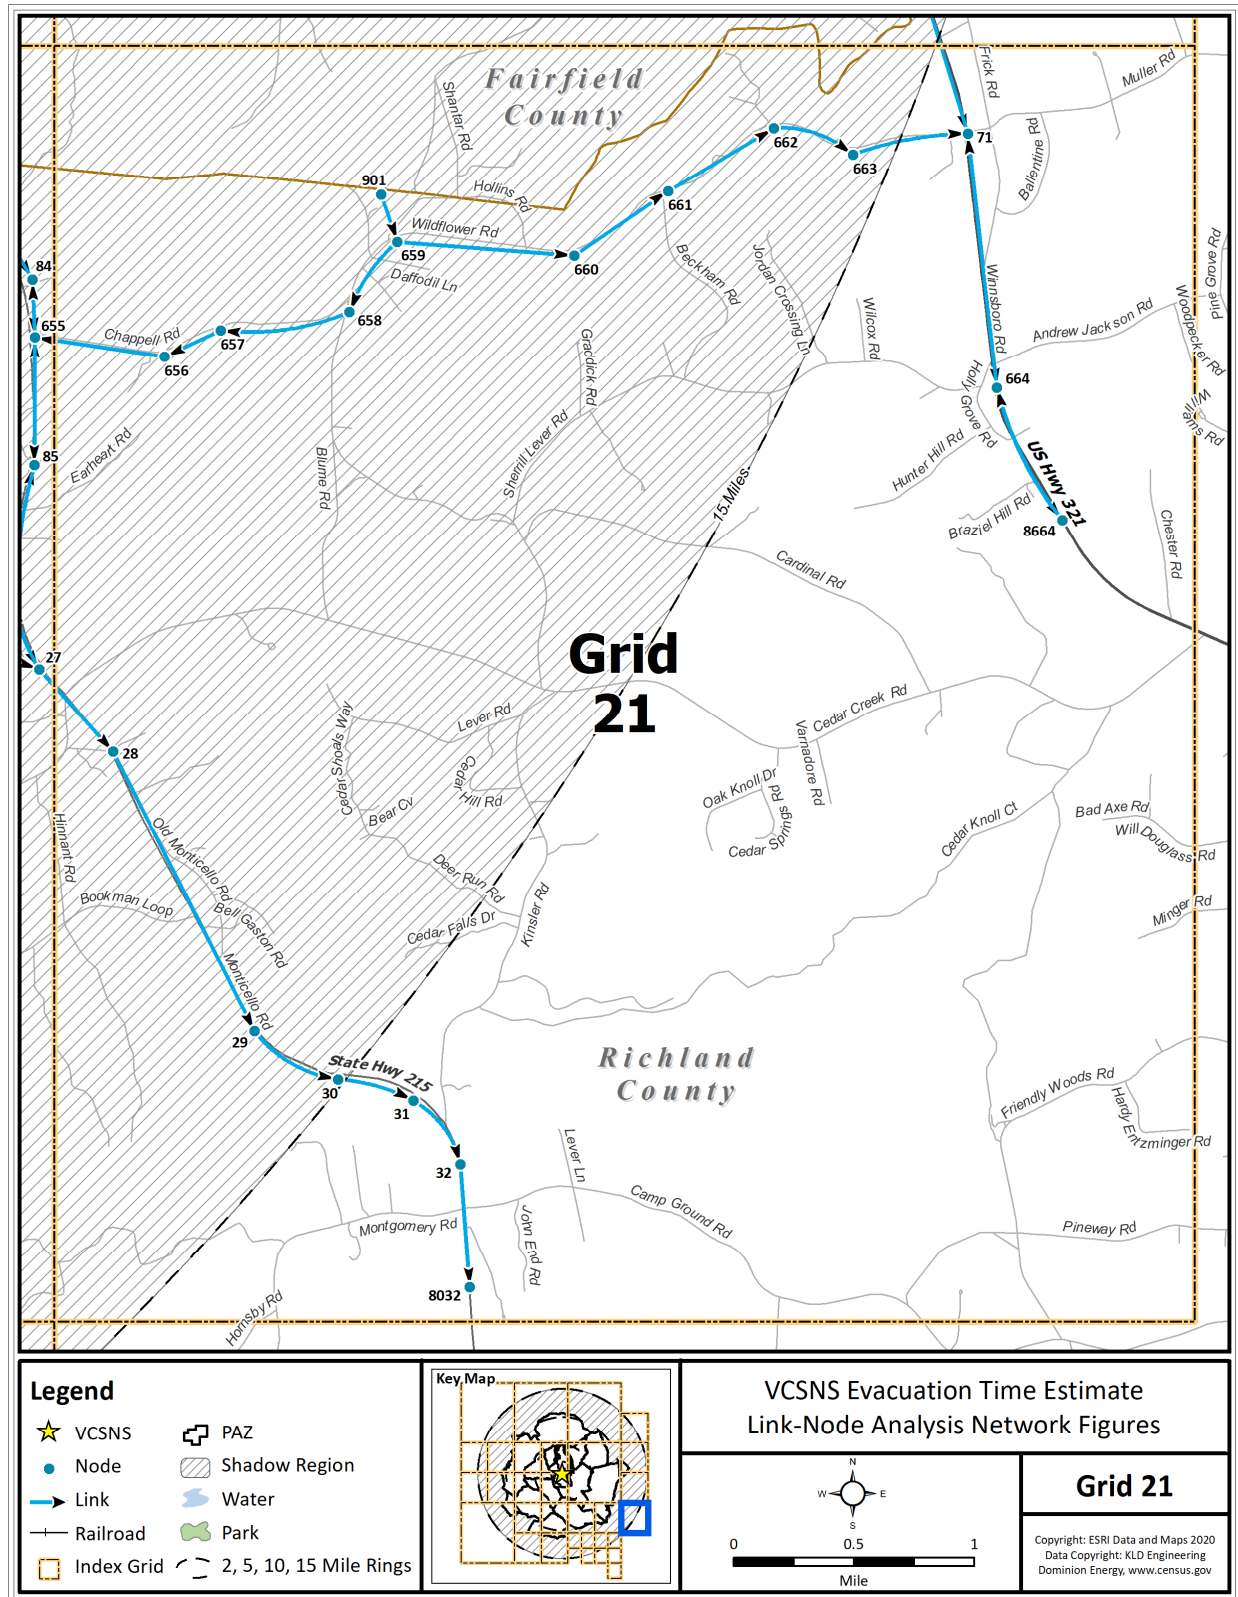 Fairfield
County
Frick Rd
Muller Rd
Shantar Rd
662
71
663
Ballentine Rd
901
Hollins Rd
661
Wildflower Rd
659
660
84
Daffodil Ln
Beckham Rd
Jordan Crossing Ln
Winnsboro Rd
Pine Grove Rd
Woodpecker Rd
658
655
Chappell Rd
657
656
Wilcox Rd
Andrew Jackson Rd
Graddick Rd
664
Holly Grove Rd
Williams Rd
85
Earheart Rd
Blume Rd
Sherrill Lever Rd
15 Miles
Hunter Hill Rd
US Hwy 321
Braziel Hill Rd
8664
Chester Rd
Cardinal Rd
27
Grid
21
28
Cedar Shoals Way
Lever Rd
Cedar Hill Rd
Bear Cv
Cedar Creek Rd
Varnadore Rd
Oak Knoll Dr
Cedar Springs Rd
Cedar Knoll Ct
Bad Axe Rd
Will Douglass Rd
Hinnant Rd
Old Monticello Rd
Bookman Loop
Bell Gaston Rd
Deer Run Rd
Cedar Falls Dr
Kinsler Rd
Minger Rd
Monticello Rd
29
State Hwy 215
30
31
Richland
County
Friendly Woods Rd
Hardy Entzminger Rd
32
Lever Ln
Montgomery Rd
John End Rd
Camp Ground Rd
Pineway Rd
8032
Hornsby Rd
Legend
VCSNS
PAZ
Node
Shadow Region
Link
Water
Railroad
Park
Index Grid
2, 5, 10, 15 Mile Rings
Key Map
VCSNS Evacuation Time Estimate
Link-Node Analysis Network Figures
N
W
E
S
0
0.5
1
Mile
Grid 21
Copyright: ESRI Data and Maps 2020
Data Copyright: KLD Engineering
Dominion Energy, www.census.gov